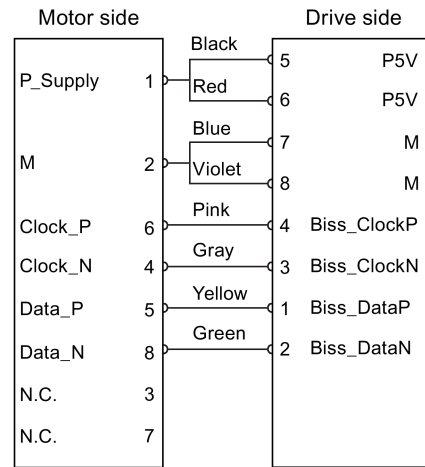 Motor side Drive side
Black
5 P5V
P_Supply 1
Red
6 P5V
Blue
7 M
M 2
Violet
8 M
Pink
Clock_P 6 4 Biss_ClockP
Gray
Clock_N 4 3 Biss_ClockN
Yellow
Data_P 5 1 Biss_DataP
Green
Data_N 8 2 Biss_DataN
N.C. 3
N.C. 7